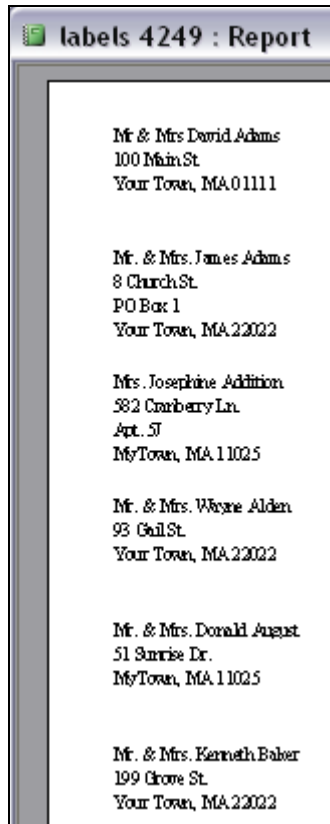 labels 4249 : Report
Mr & Mrs David Adams
100 Main St.
Your Town, MA 01111
Mr. & Mrs. James Adams
8 Church St.
PO Box 1
Your Town, MA 22022
Mrs. Josephine Addition
582 Cranberry Ln.
Apt. 5J
MyTown, MA 11025
Mr. & Mrs. Wayne Alden
93 Gail St.
Your Town, MA 22022
Mr. & Mrs. Donald August
51 Sunrise Dr.
MyTown, MA 11025
Mr. & Mrs. Kenneth Baker
199 Grove St.
Your Town, MA 22022